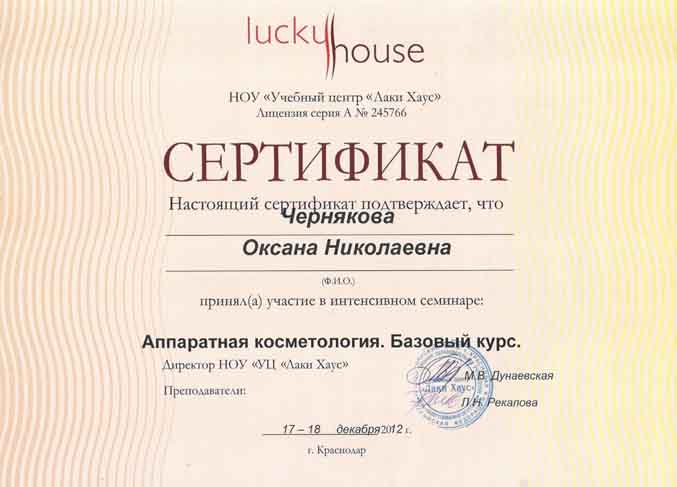 lucky house
НОУ «Учебный центр «Лаки Хаус»
Лицензия серия А № 245766
СЕРТИФИКАТ
Настоящий сертификат подтверждает, что
Чернякова
Оксана Николаевна
(Ф.И.О.)
принял(а) участие в интенсивном семинаре:
Аппаратная косметология. Базовый курс.
Директор НОУ «УЦ «Лаки Хаус» М.В. Дунаевская
«Лаки Хаус»
Преподаватели: Л.Н. Рекалова
17 – 18 декабря 2012 г.
г. Краснодар